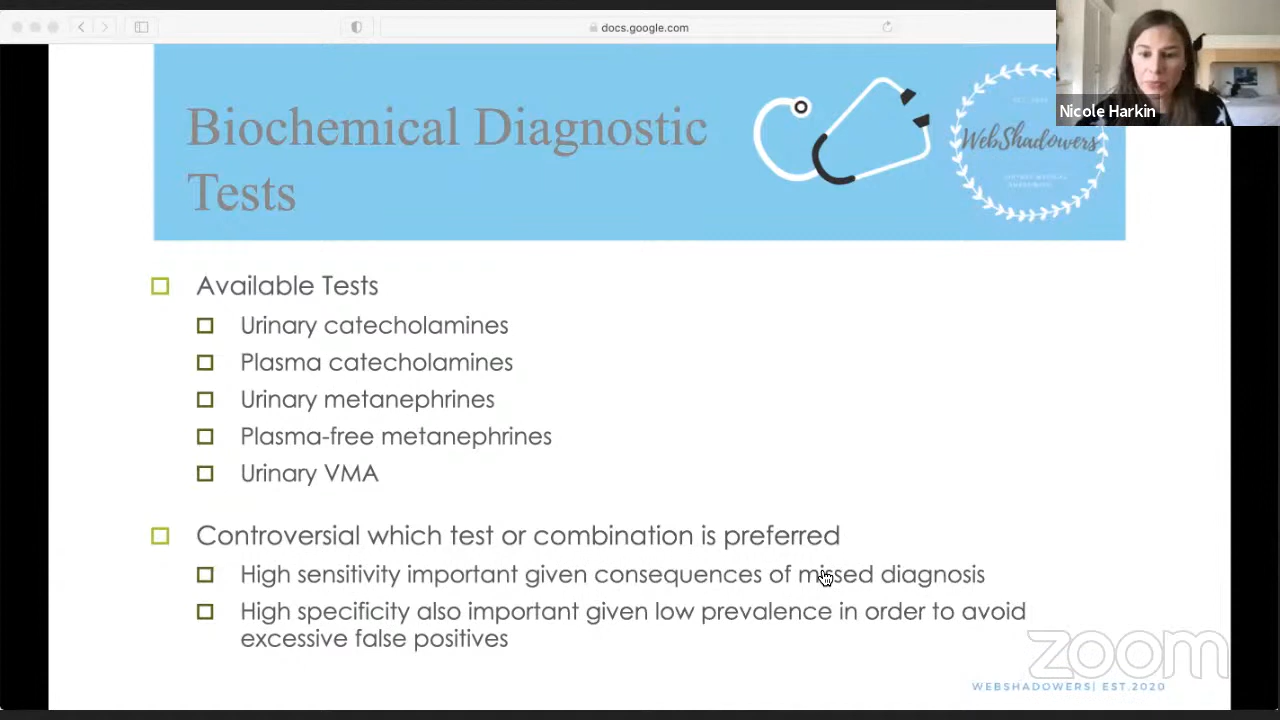 docs.google.com
Nicole Harkin
Biochemical Diagnostic
Tests
WebShadowers
Available Tests
Urinary catecholamines
Plasma catecholamines
Urinary metanephrines
Plasma-free metanephrines
Urinary VMA
Controversial which test or combination is preferred
High sensitivity important given consequences of missed diagnosis
High specificity also important given low prevalence in order to avoid
excessive false positives
zoom
WEBSHADOWERS| EST.2020